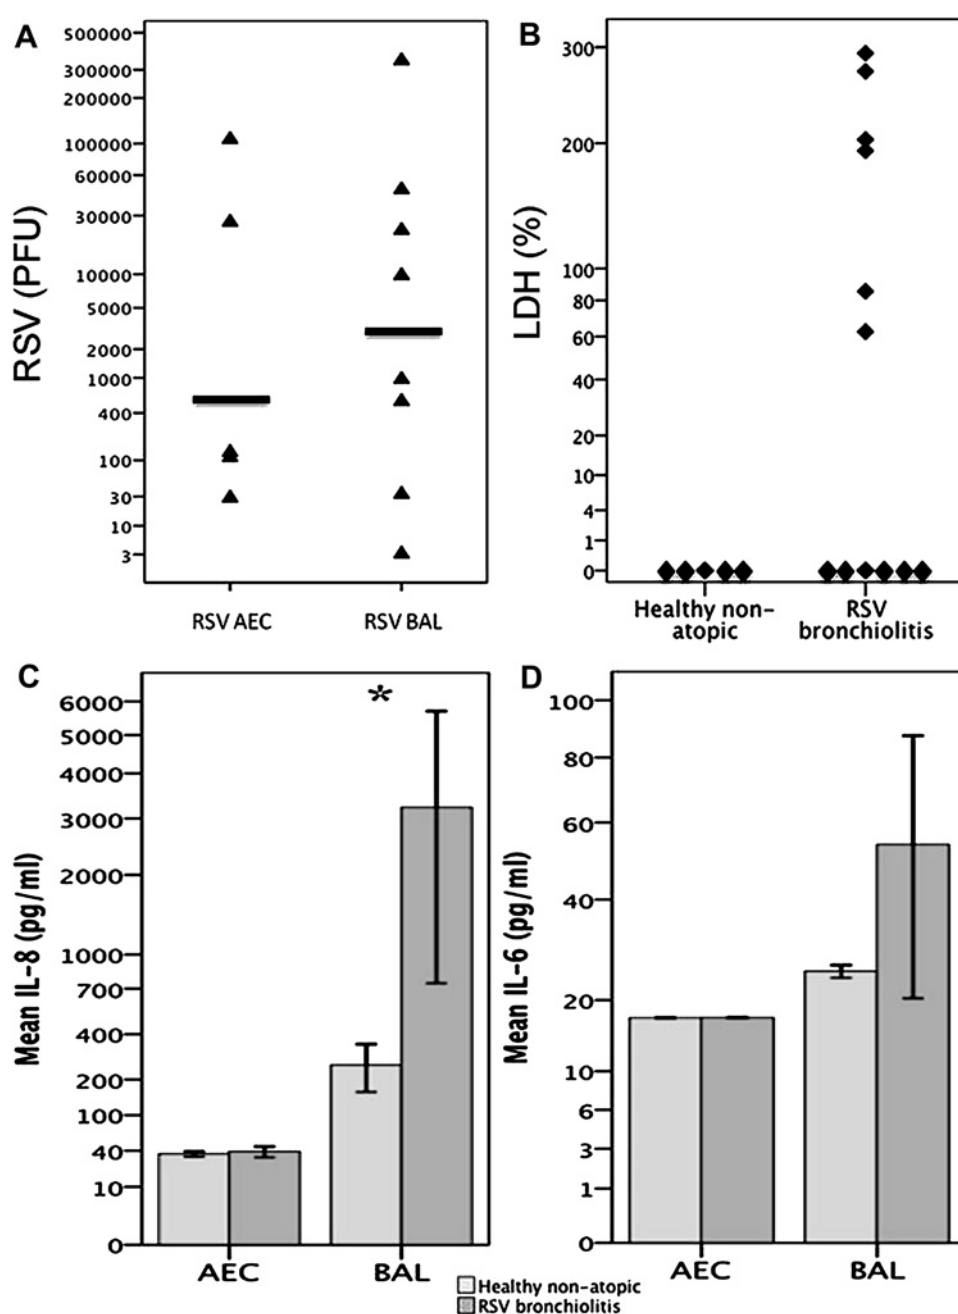 A
RSV (PFU)
500000
300000
200000
100000
60000
30000
10000
5000
2000
1000
400
100
30
10
3
RSV AEC
RSV BAL
B
LDH (%)
300
200
100
80
60
40
20
10
4
1
0
Healthy non-
atopic
RSV
bronchiolitis
C
Mean IL-8 (pg/ml)
6000
5000
4000
3000
2000
1000
700
400
200
100
40
10
0
*
AEC
BAL
D
Mean IL-6 (pg/ml)
100
80
60
40
20
10
6
3
1
0
AEC
BAL
Healthy non-atopic
RSV bronchiolitis